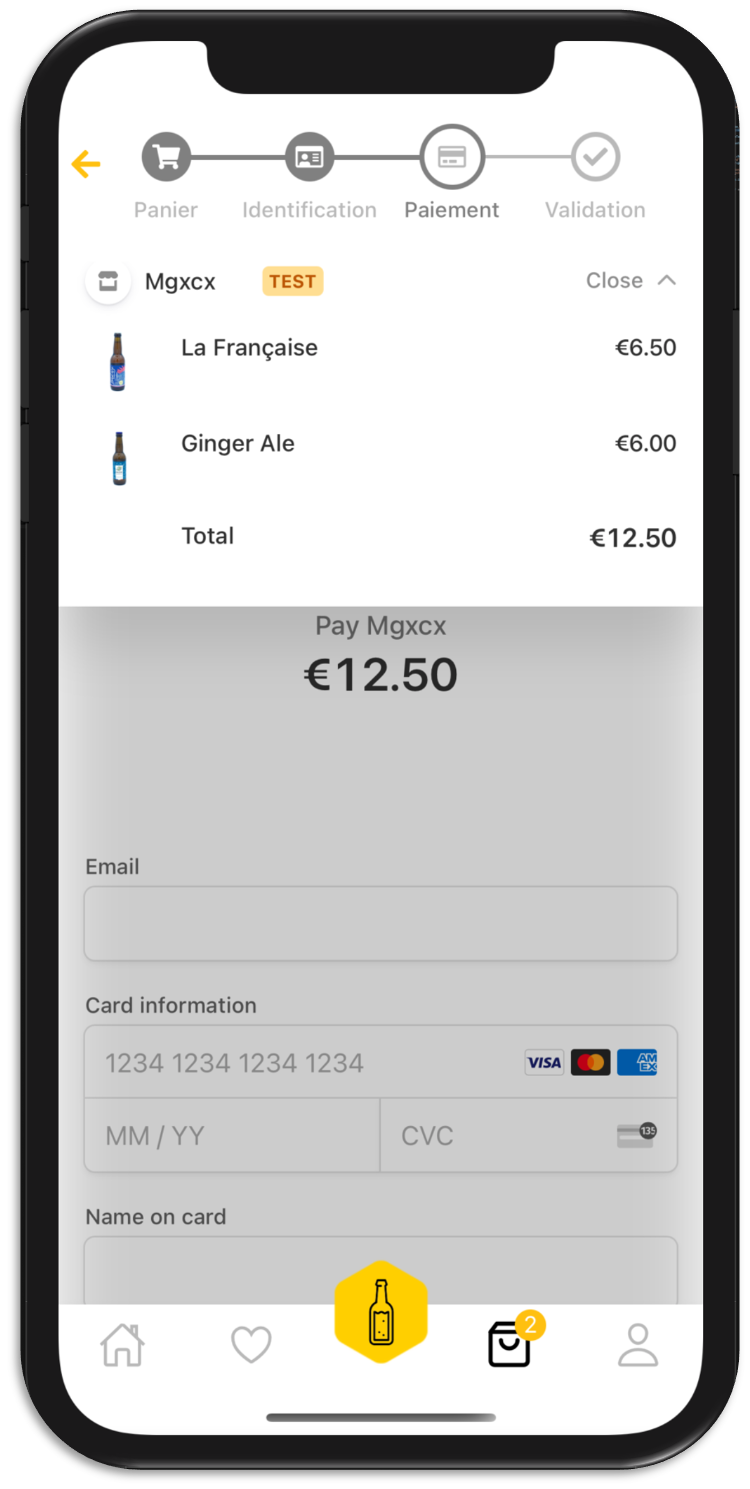 Panier Identification Paiement Validation
Mgxcx TEST Close
La Française €6.50
Ginger Ale €6.00
Total €12.50
Pay Mgxcx
€12.50
Email
Card information
1234 1234 1234 1234 VISA AMEX
MM / YY CVC 135
Name on card
2